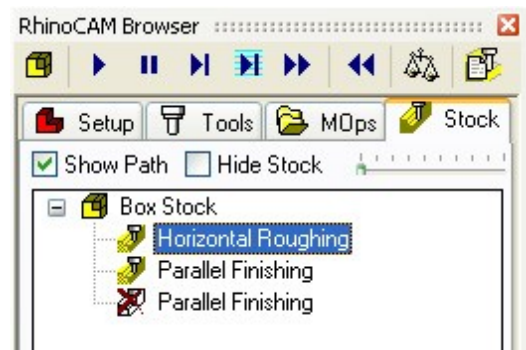 RhinoCAM Browser
Setup Tools MOps Stock
Show Path Hide Stock
Box Stock
Horizontal Roughing
Parallel Finishing
Parallel Finishing